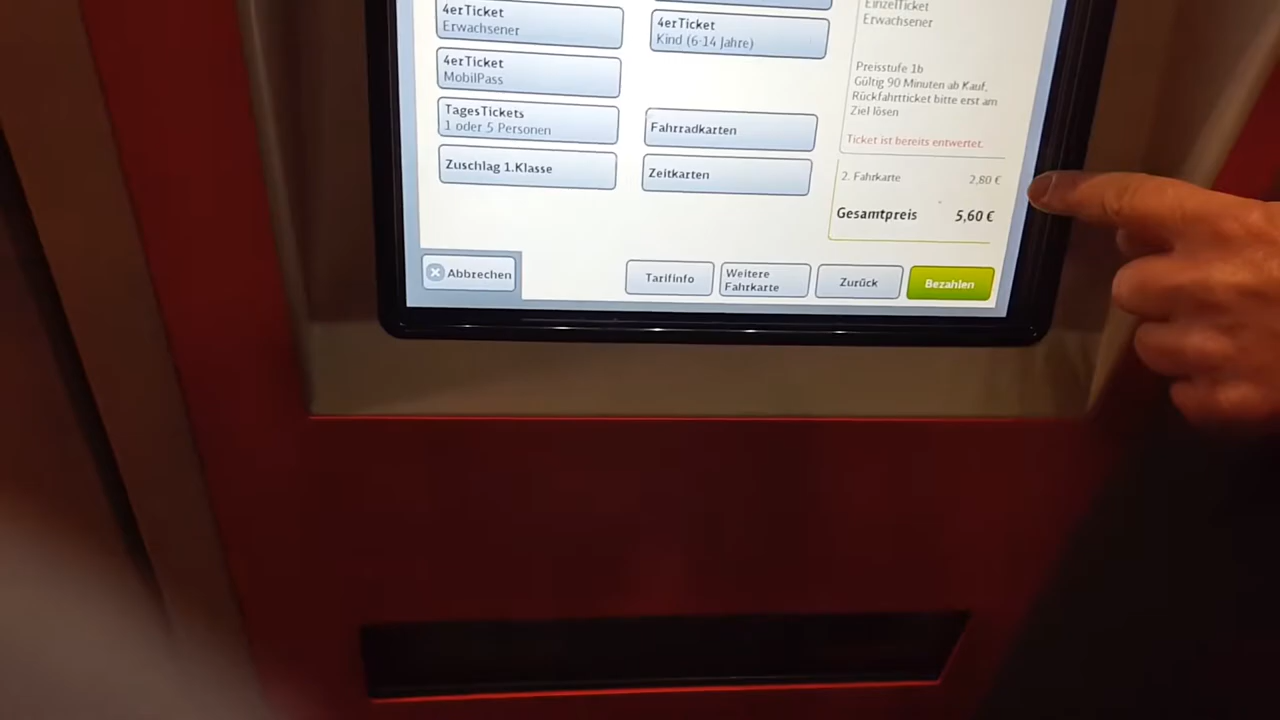 4erTicket
Erwachsener
4erTicket
MobilPass
TagesTickets
1 oder 5 Personen
Zuschlag 1.Klasse
4erTicket
Kind (6-14 Jahre)
Fahrradkarten
Zeitkarten
EinzelTicket
Erwachsener
Preisstufe 1b
Gültig 90 Minuten ab Kauf,
Rückfahrtticket bitte erst am
Ziel lösen
Ticket ist bereits entwertet.
2. Fahrkarte 2,80 €
Gesamtpreis 5,60 €
Abbrechen
Tarifinfo
Weitere
Fahrkarte
Zurück
Bezahlen